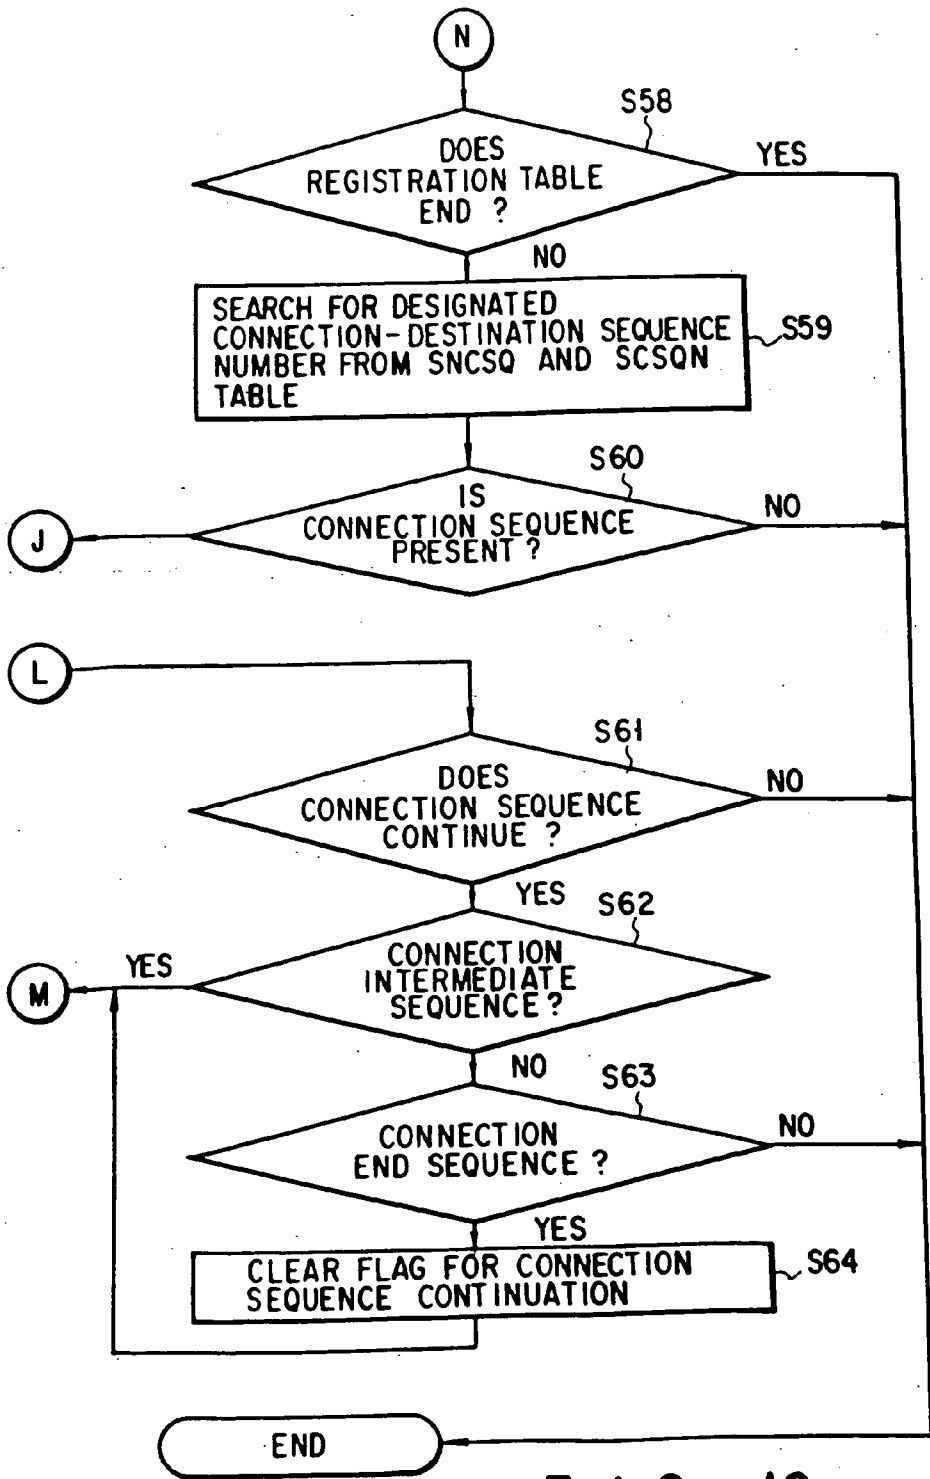 N
S58
DOES
REGISTRATION TABLE
END ?
YES
NO
SEARCH FOR DESIGNATED
CONNECTION-DESTINATION SEQUENCE
NUMBER FROM SNCSQ AND SCSQN
TABLE
S59
S60
IS
CONNECTION SEQUENCE
PRESENT ?
NO
J
L
S61
DOES
CONNECTION SEQUENCE
CONTINUE ?
NO
YES
S62
CONNECTION
INTERMEDIATE
SEQUENCE ?
YES
M
NO
S63
CONNECTION
END SEQUENCE ?
NO
YES
CLEAR FLAG FOR CONNECTION
SEQUENCE CONTINUATION
S64
END